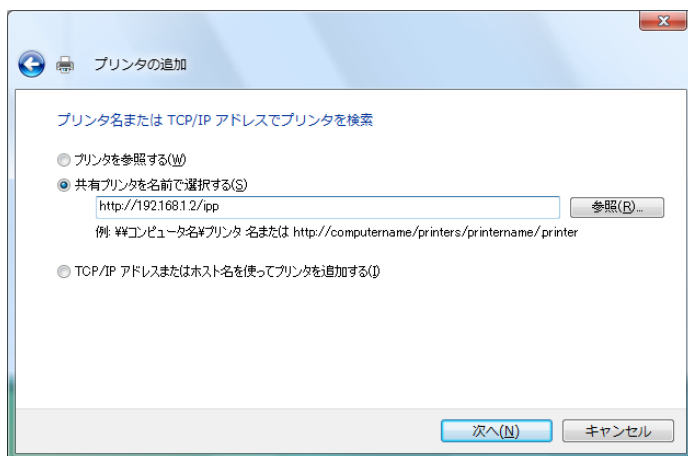 プリンタの追加
プリンタ名または TCP/IP アドレスでプリンタを検索
プリンタを参照する(W)
共有プリンタを名前で選択する(S)
http://192.168.1.2/ipp
参照(R)...
例: ¥¥コンピュータ名¥プリンタ 名または http://computername/printers/printername/printer
TCP/IP アドレスまたはホスト名を使ってプリンタを追加する(I)
次へ(N)
キャンセル